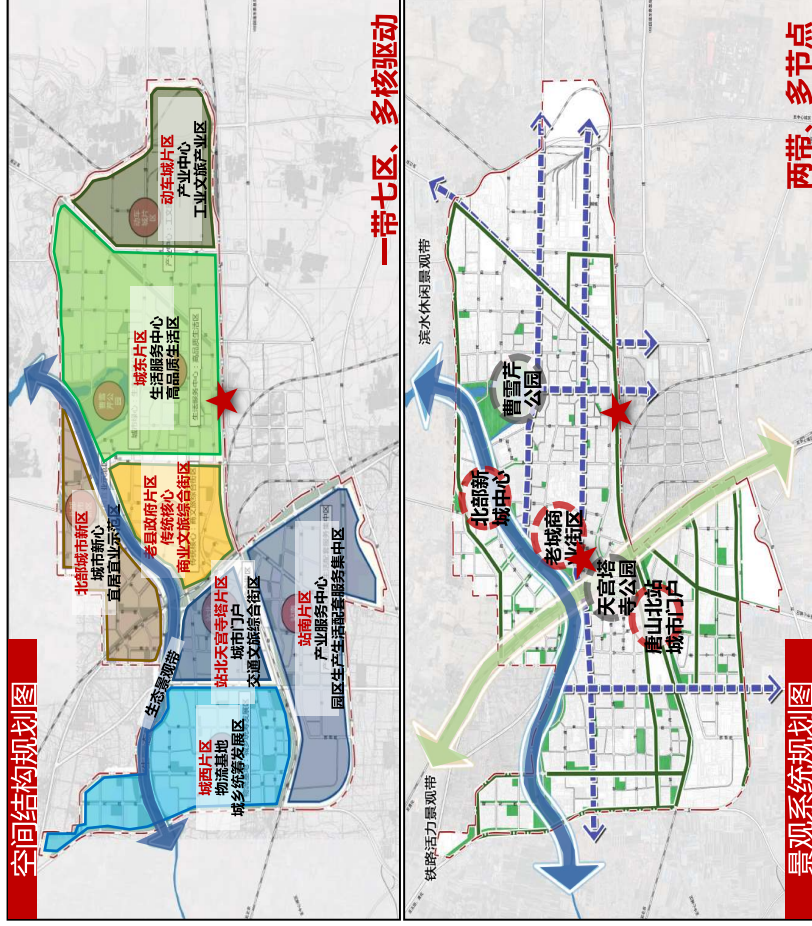 空间结构规划图
一带七区、多核驱动
北部城市新区
城市新心
宜居宜业示范区
老县政府片区
传统核心
商业文旅综合街区
城东片区
生活服务中心
高品质生活区
动车城片区
产业中心
工业文旅产业区
生态景观带
城西片区
物流基地
城乡统筹发展区
站北天宫寺塔片区
城市门户
交通文旅综合街区
站南片区
产业服务中心
园区生产生活配套服务集中区
景观系统规划图
两带、多节点
铁路活力景观带
滨水休闲景观带
北部新
城中心
曹雪芹
公园
老城商
业街区
天宫塔
寺公园
唐山北站
城市门户